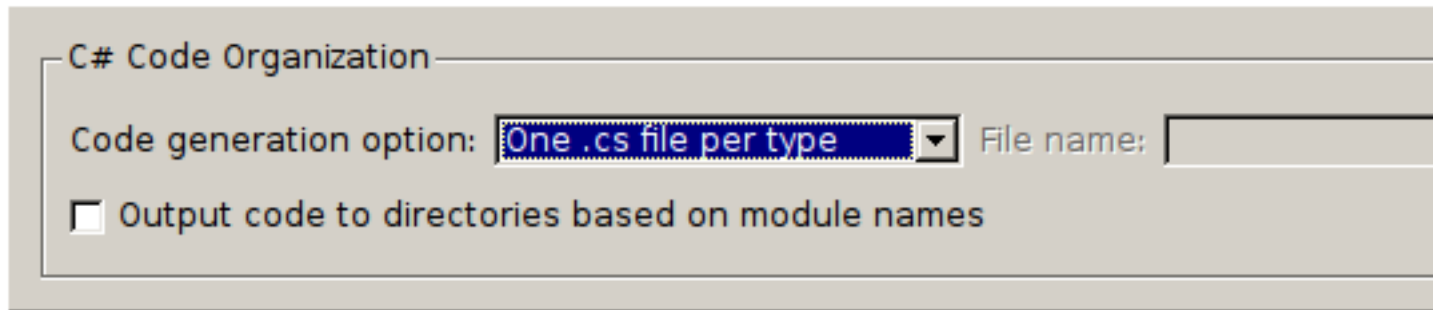 C# Code Organization
Code generation option: One .cs file per type File name:
Output code to directories based on module names